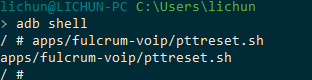 lichun@LICHUN-PC C:\Users\lichun
> adb shell
/ # apps/fulcrum-voip/pttreset.sh
apps/fulcrum-voip/pttreset.sh
/ #